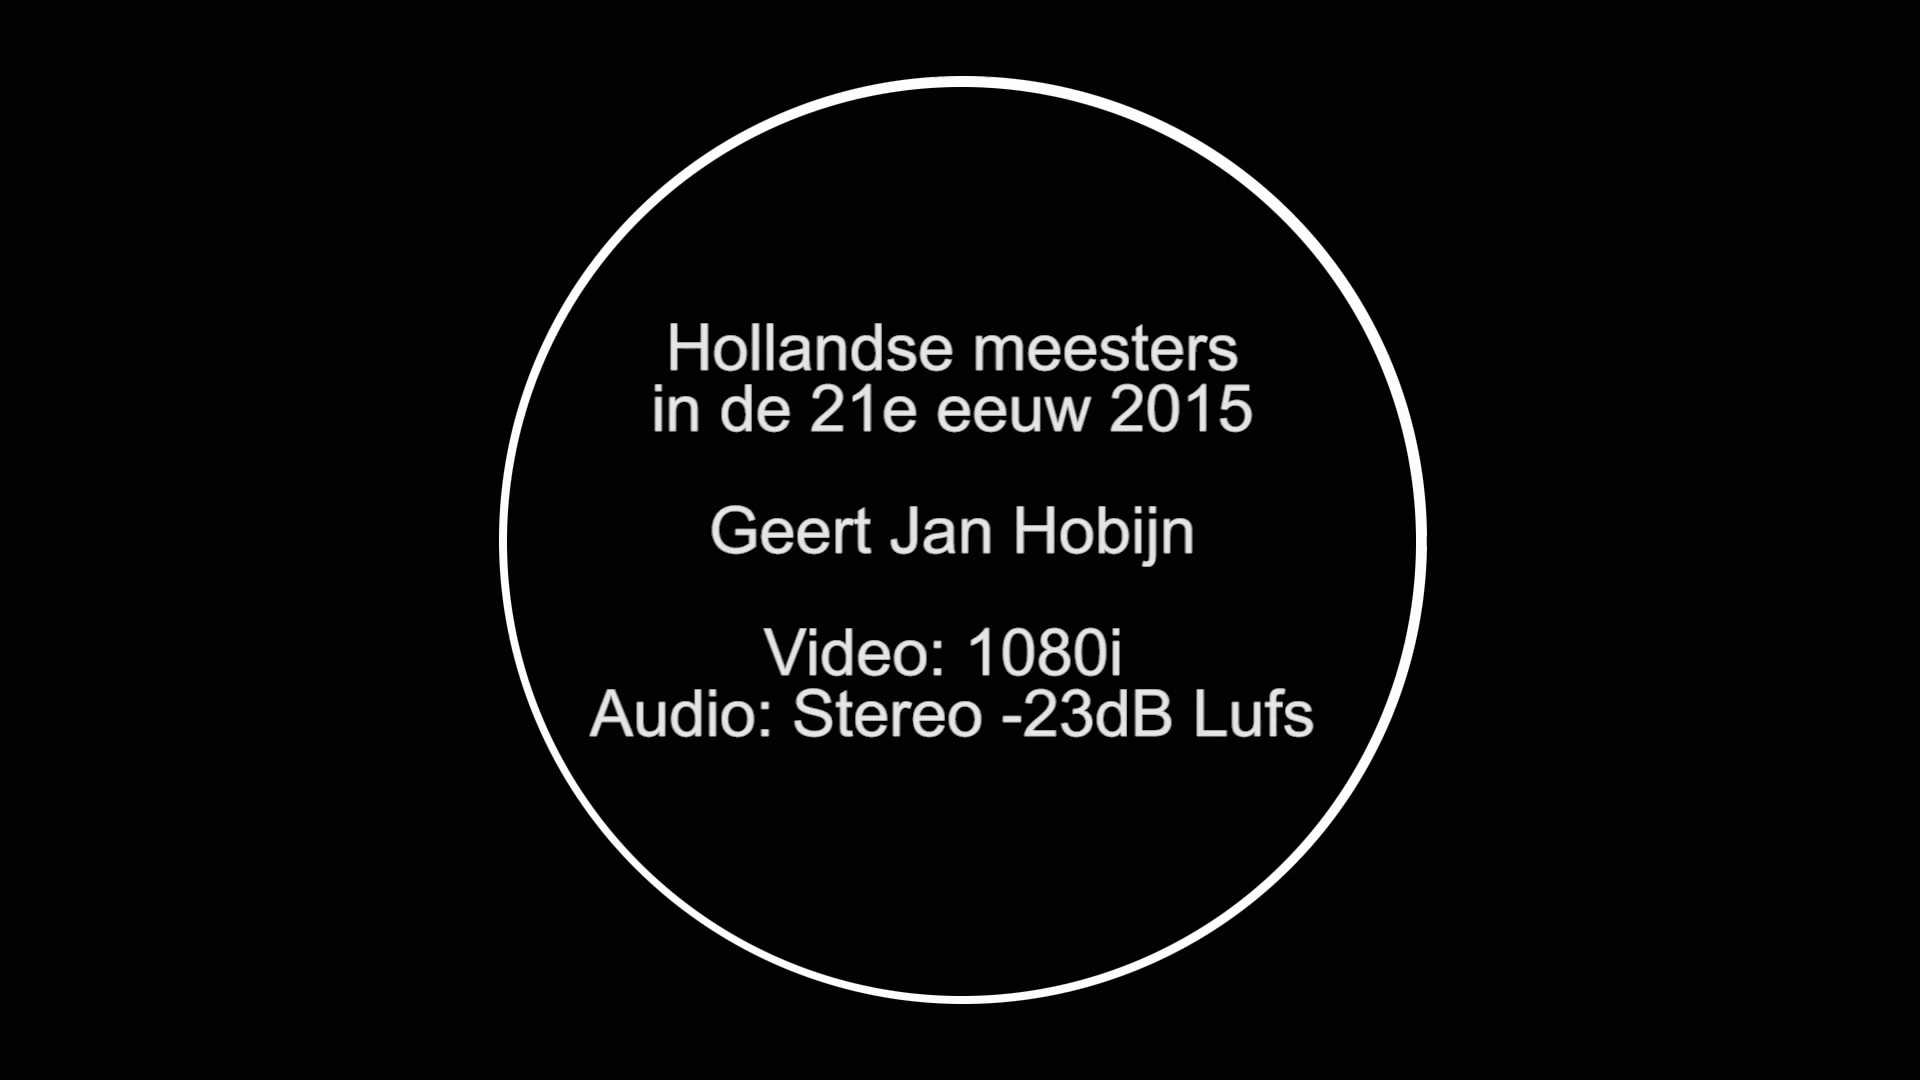 Hollandse meesters
in de 21e eeuw 2015
Geert Jan Hobijn
Video: 1080i
Audio: Stereo -23dB Lufs